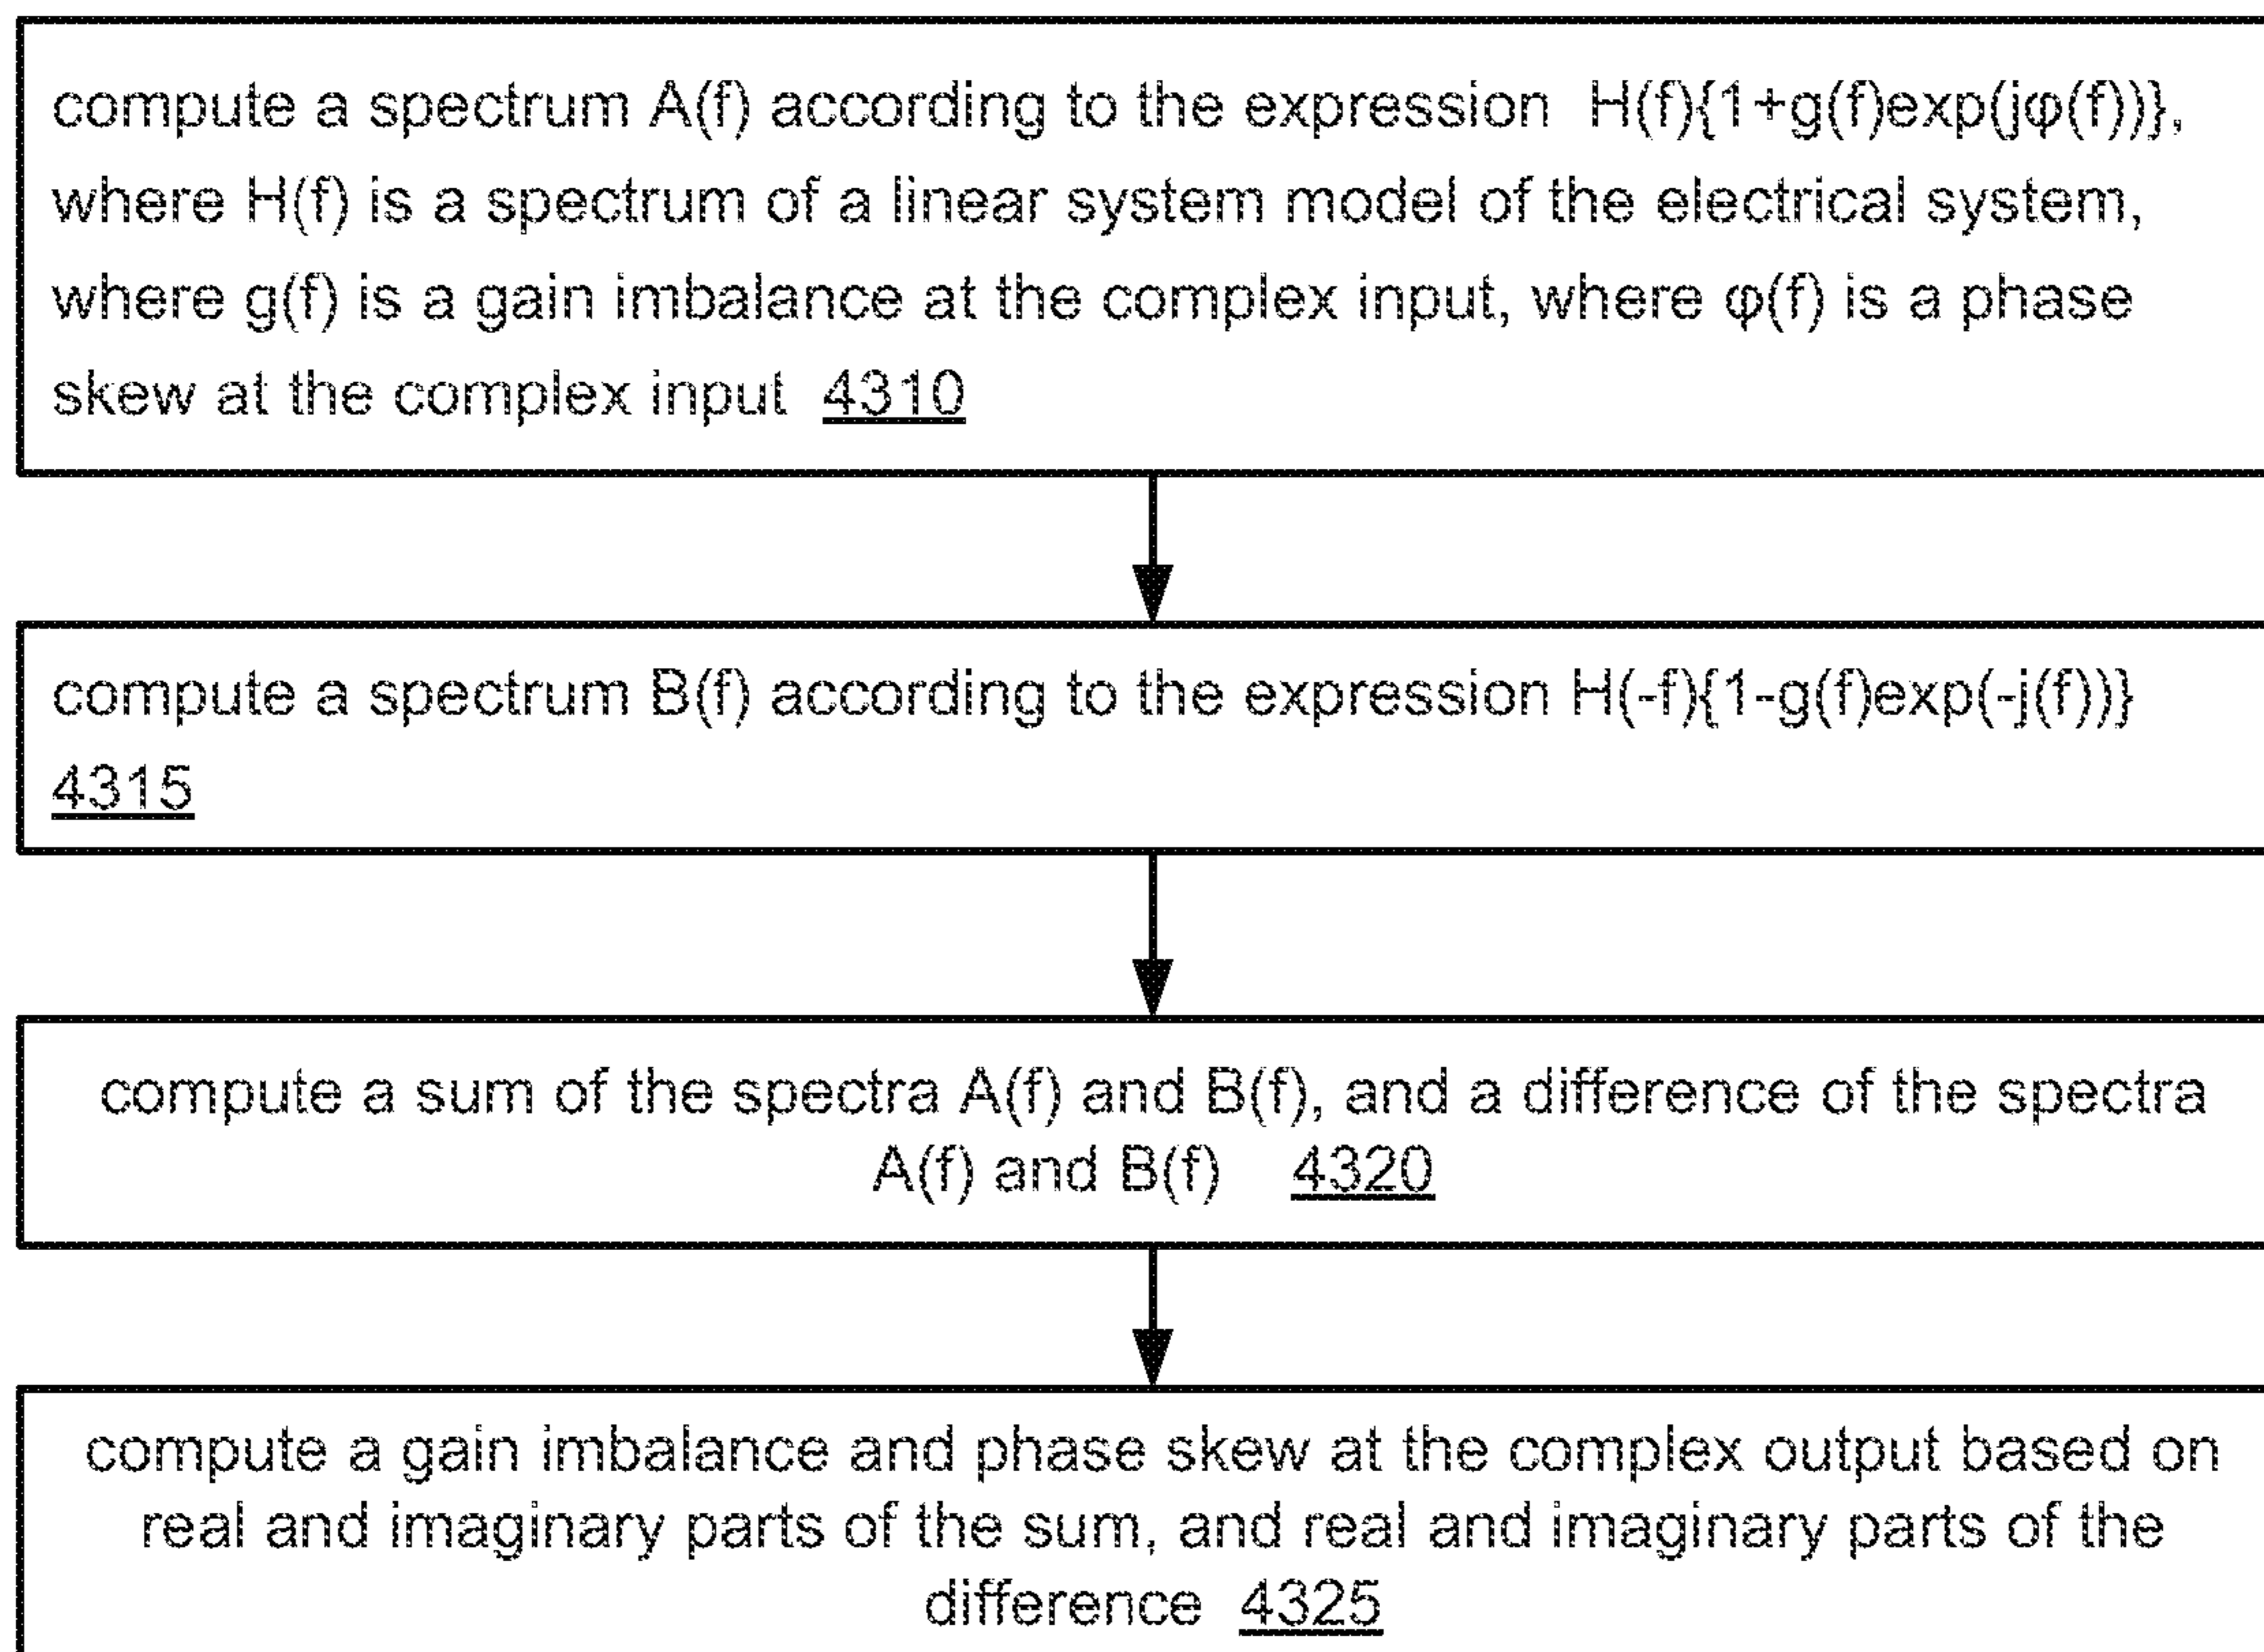 compute a spectrum A(f) according to the expression H(f){1+g(f)exp(jφ(f))},
where H(f) is a spectrum of a linear system model of the electrical system,
where g(f) is a gain imbalance at the complex input, where φ(f) is a phase
skew at the complex input 4310
compute a spectrum B(f) according to the expression H(-f){1-g(f)exp(-j(f))}
4315
compute a sum of the spectra A(f) and B(f), and a difference of the spectra
A(f) and B(f) 4320
compute a gain imbalance and phase skew at the complex output based on
real and imaginary parts of the sum, and real and imaginary parts of the
difference 4325